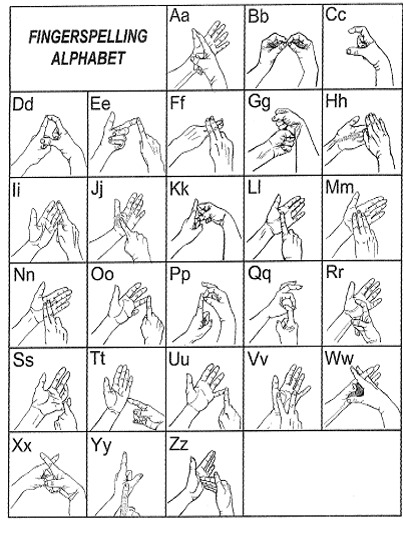 FINGERSPELLING
ALPHABET
Aa
Bb
Cc
Dd
Ee
Ff
Gg
Hh
Ii
Jj
Kk
Ll
Mm
Nn
Oo
Pp
Qq
Rr
Ss
Tt
Uu
Vv
Ww
Xx
Yy
Zz